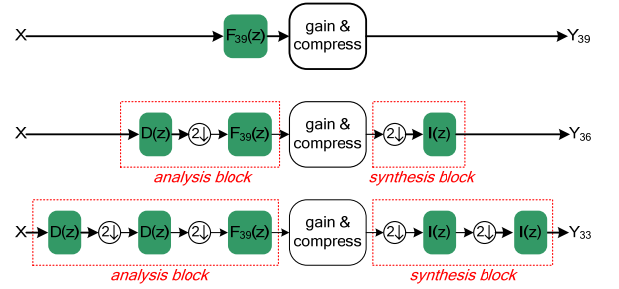 X F39(z) gain & compress Y39
X D(z) 2↓ F39(z) gain & compress 2↓ I(z) Y36
analysis block synthesis block
X D(z) 2↓ D(z) 2↓ F39(z) gain & compress 2↓ I(z) 2↓ I(z) Y33
analysis block synthesis block